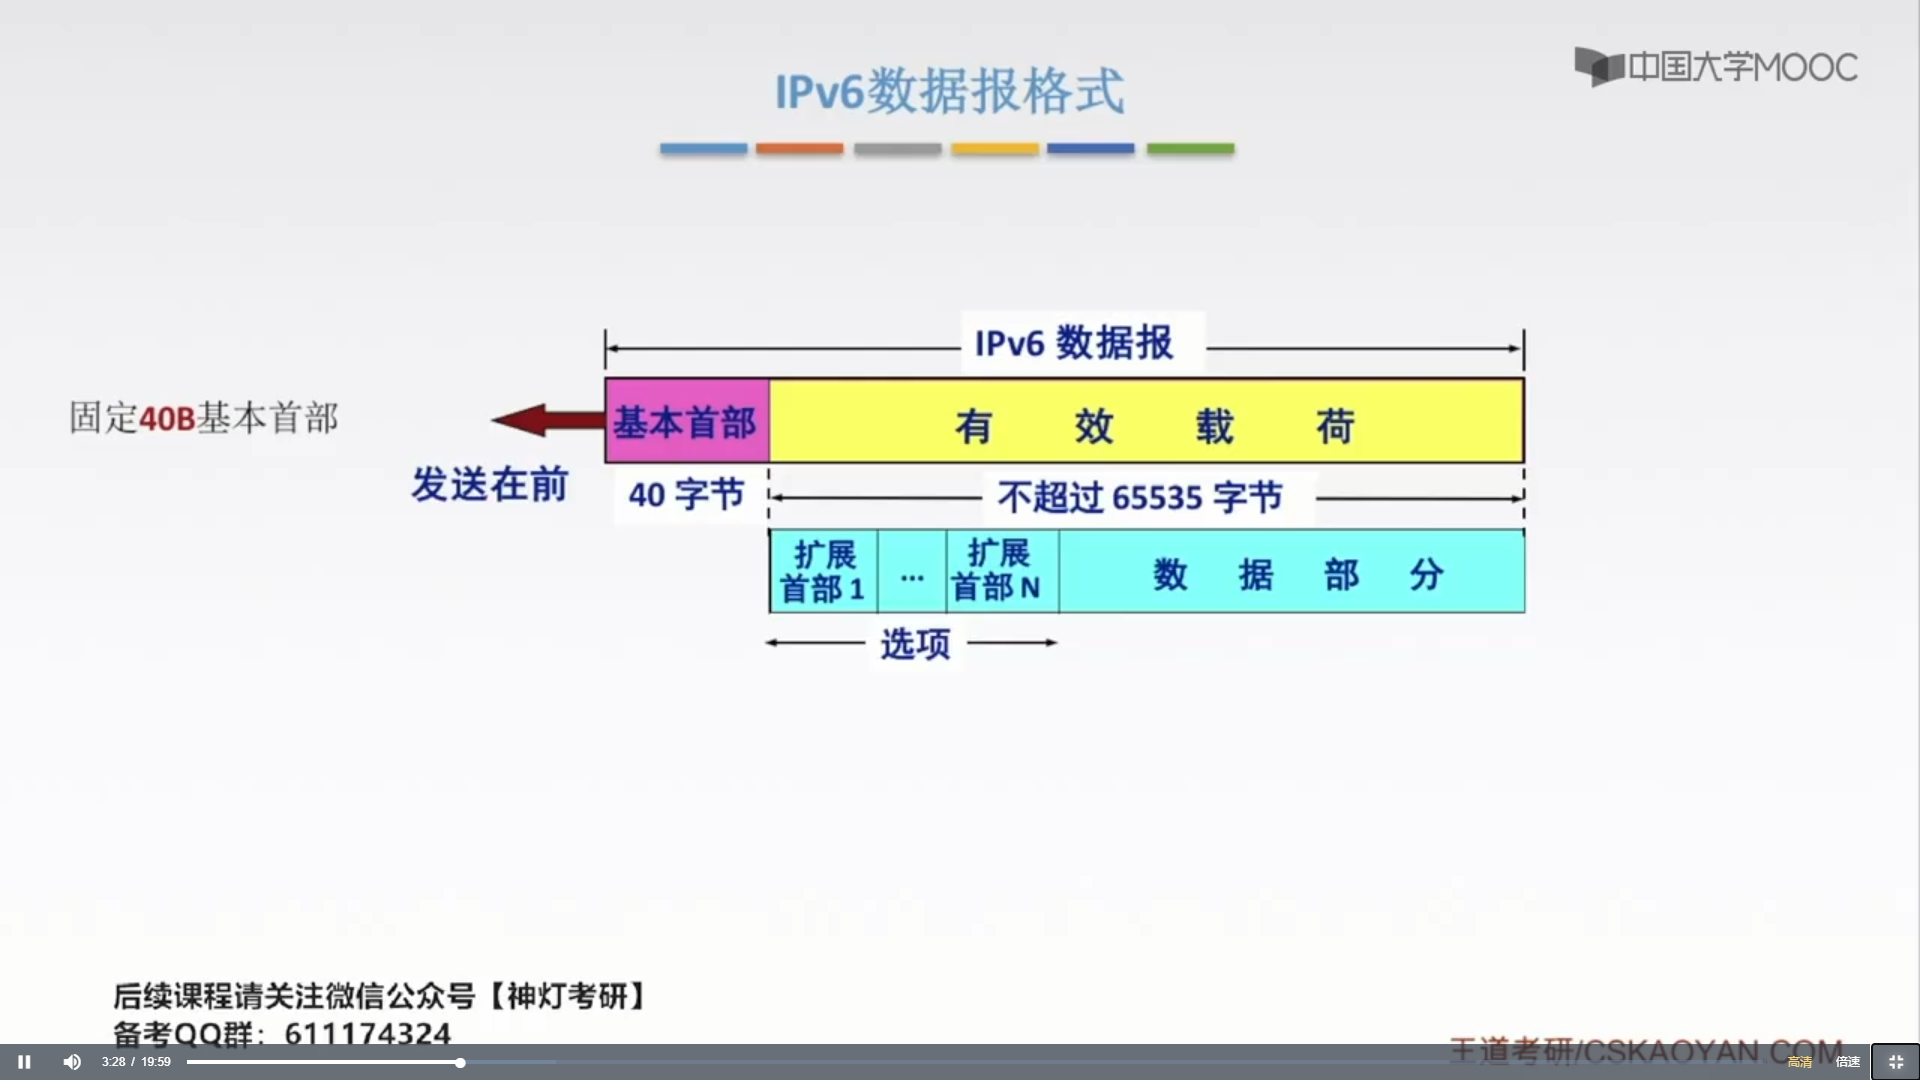 中国大学MOOC
IPv6数据报格式
IPv6 数据报
固定40B基本首部
基本首部
有 效 载 荷
发送在前
40 字节
不超过 65535 字节
扩展
首部 1
...
扩展
首部 N
数 据 部 分
选项
后续课程请关注微信公众号【神灯考研】
备考QQ群：611174324
王道考研/CSKAOYAN.COM
3:28 / 19:59
高清
倍速